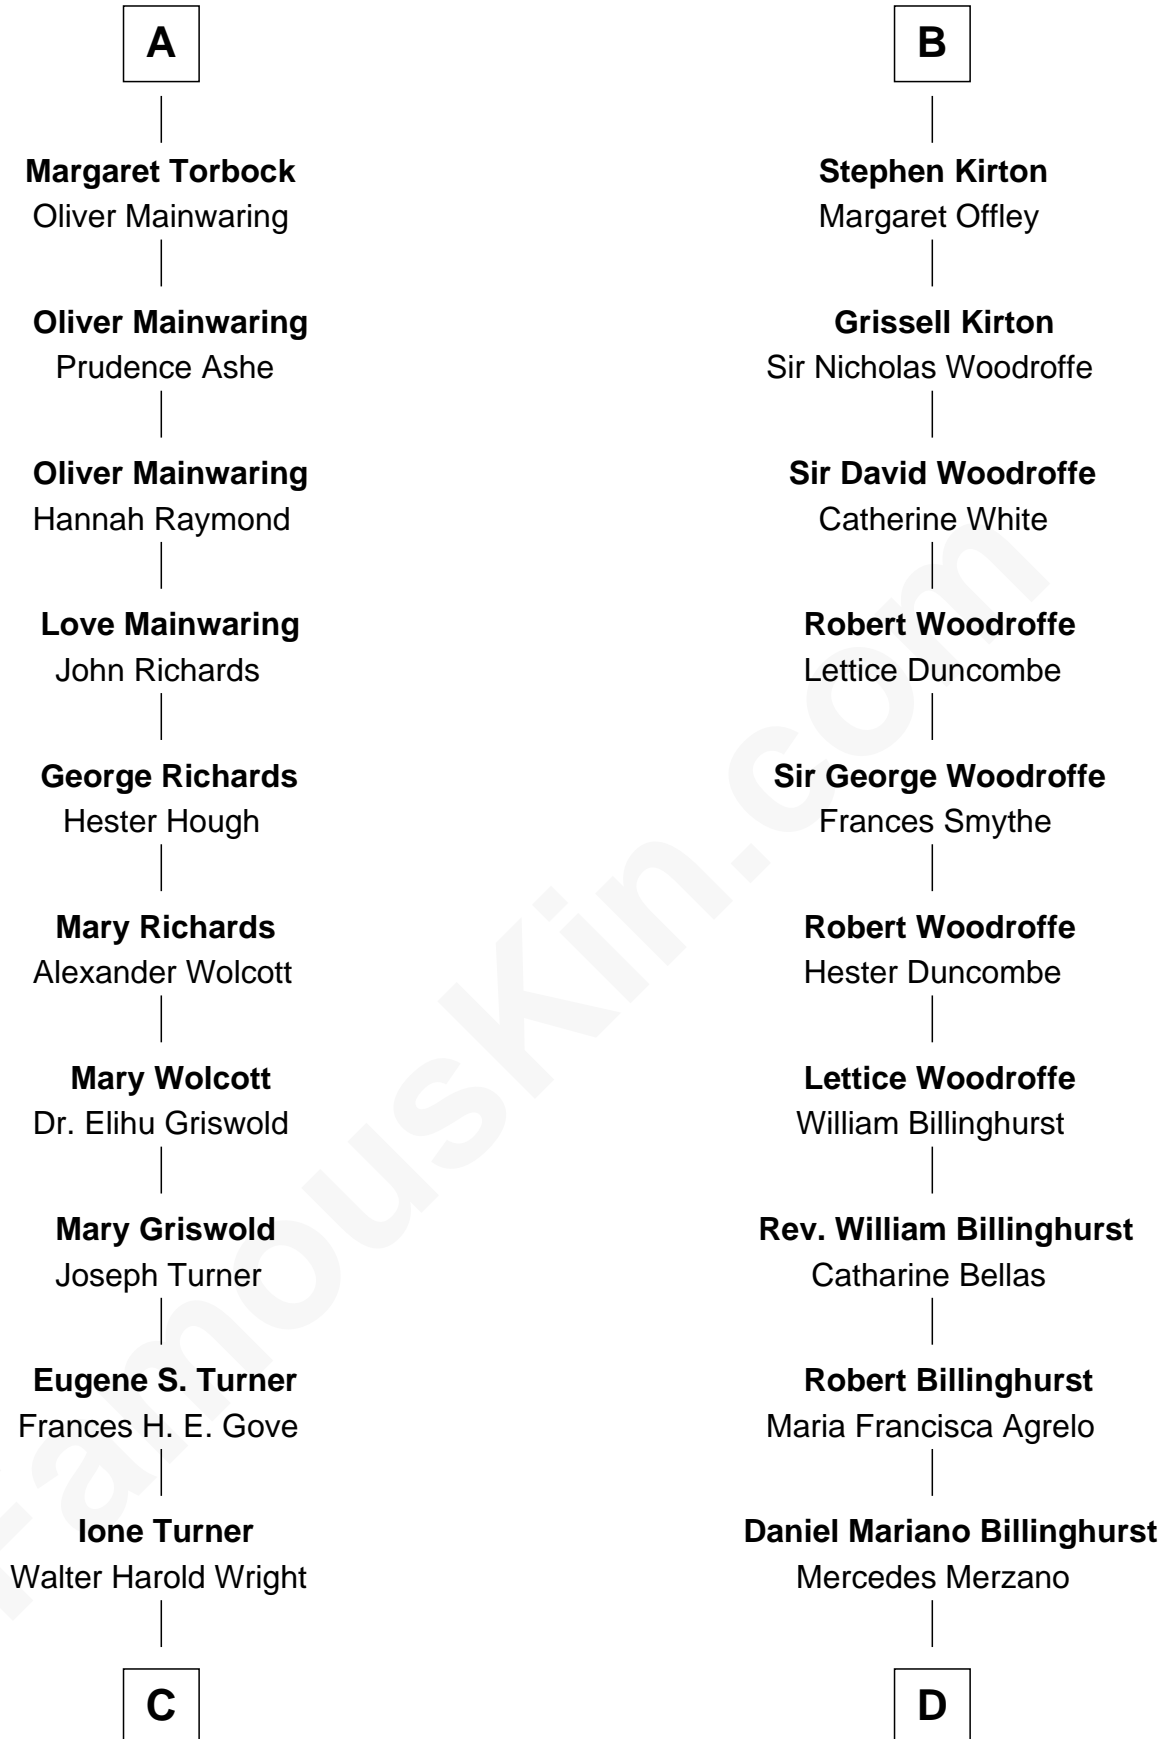 A
Margaret Torbock
Oliver Mainwaring
Oliver Mainwaring
Prudence Ashe
Oliver Mainwaring
Hannah Raymond
Love Mainwaring
John Richards
George Richards
Hester Hough
Mary Richards
Alexander Wolcott
Mary Wolcott
Dr. Elihu Griswold
Mary Griswold
Joseph Turner
Eugene S. Turner
Frances H. E. Gove
Ione Turner
Walter Harold Wright
C
B
Stephen Kirton
Margaret Offley
Grissell Kirton
Sir Nicholas Woodroffe
Sir David Woodroffe
Catherine White
Robert Woodroffe
Lettice Duncombe
Sir George Woodroffe
Frances Smythe
Robert Woodroffe
Hester Duncombe
Lettice Woodroffe
William Billinghurst
Rev. William Billinghurst
Catharine Bellas
Robert Billinghurst
Maria Francisca Agrelo
Daniel Mariano Billinghurst
Mercedes Merzano
D
FamousKin.com